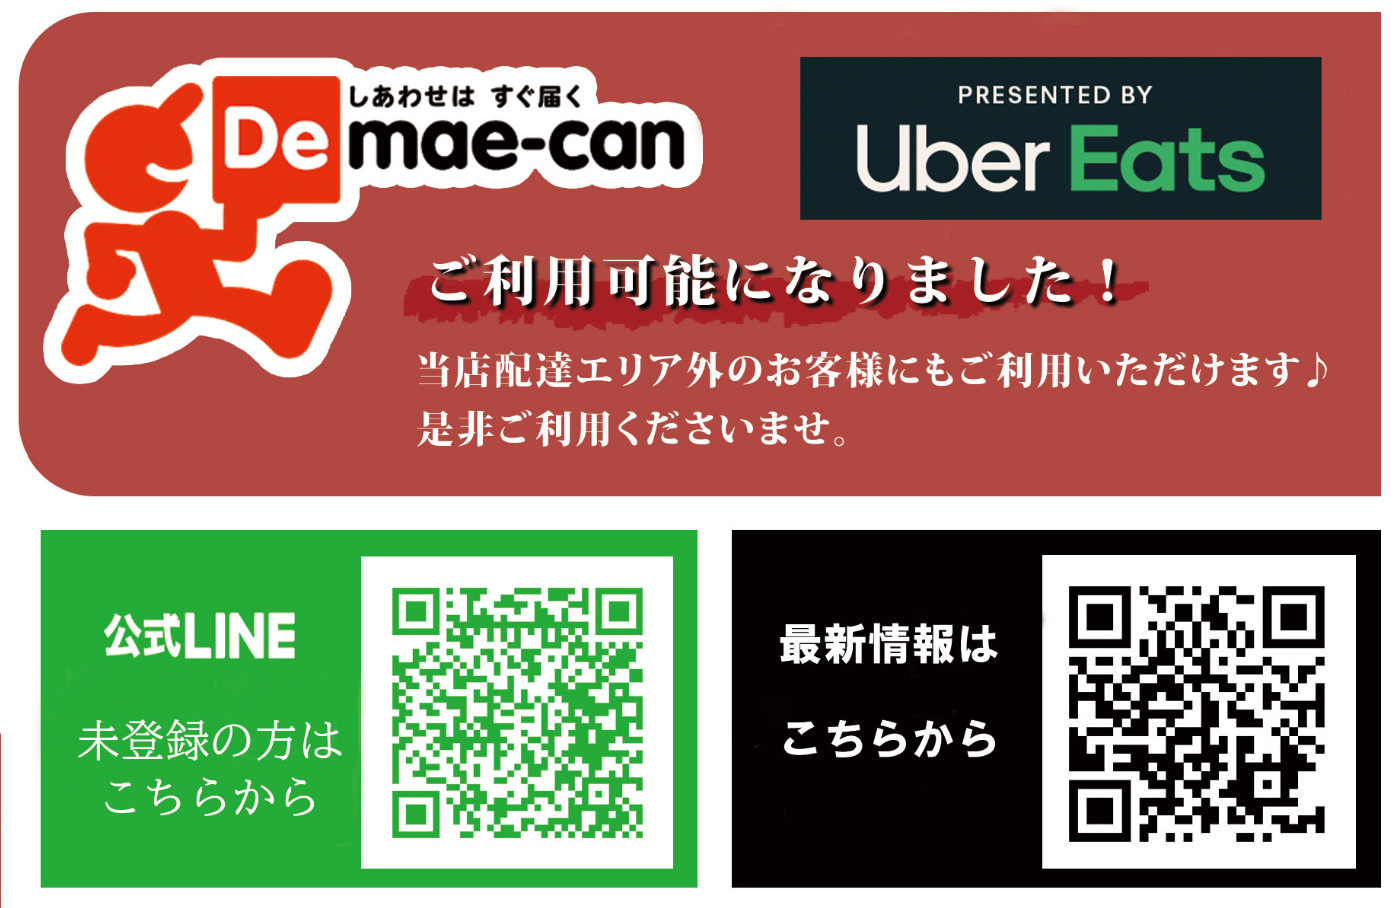 しあわせは すぐ届く
Demae-can
PRESENTED BY
Uber Eats
ご利用可能になりました！
当店配達エリア外のお客様にもご利用いただけます♪
是非ご利用くださいませ。
公式LINE
未登録の方は
こちらから
最新情報は
こちらから